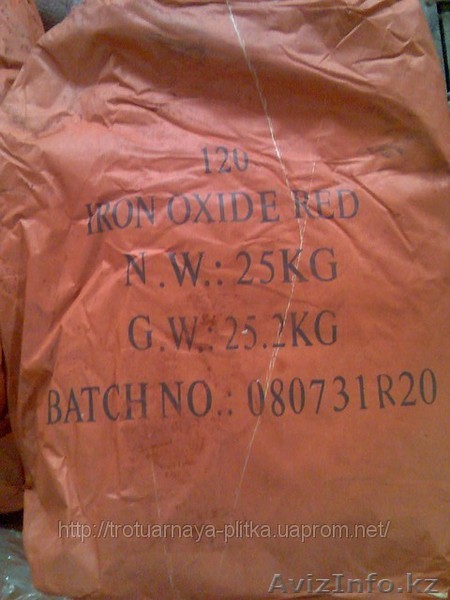 120
IRON OXIDE RED
N.W.: 25KG
G.W.: 25.2KG
BATCH NO.: 080731R20
http://trotuarnaya-plitka.uaprom.net/
AvizInfo.kz